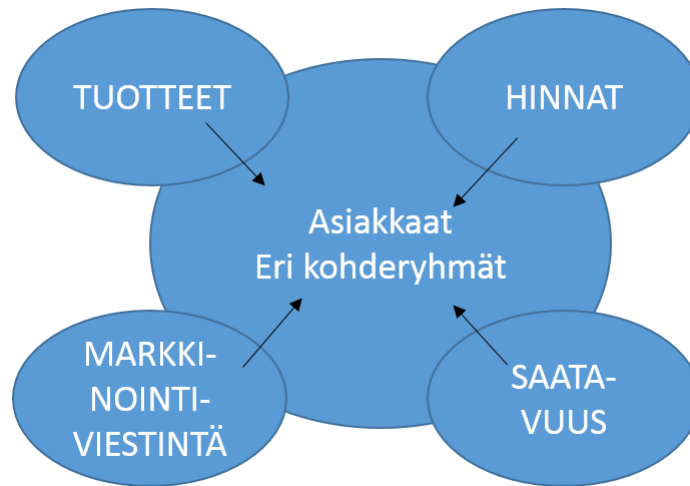 TUOTTEET
HINNAT
Asiakkaat
Eri kohderyhmät
MARKKI-
NOINTI-
VIESTINTÄ
SAATA-
VUUS